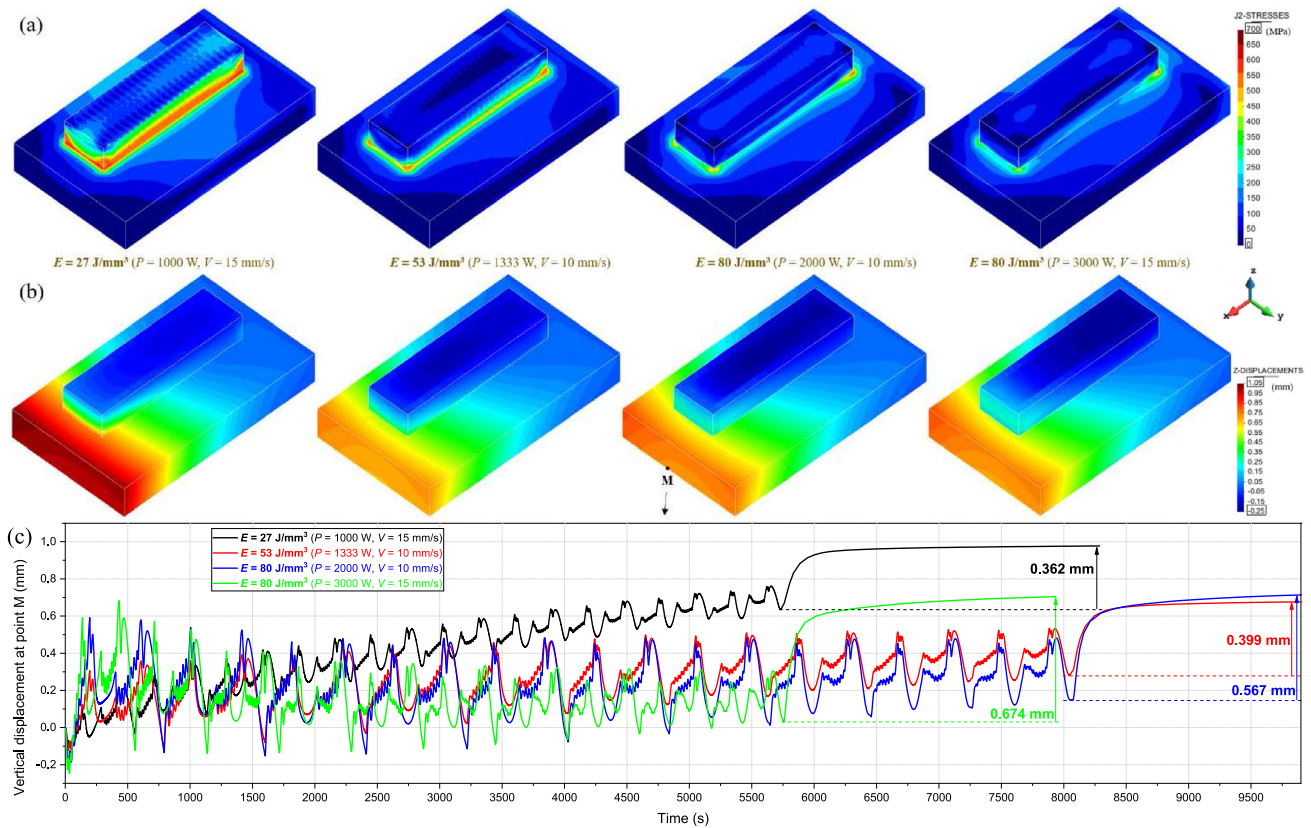 (a)
J2-STRESSES
700 (MPa)
650
600
550
500
450
400
350
300
250
200
150
100
50
0
E = 27 J/mm³ (P = 1000 W, V = 15 mm/s)
E = 53 J/mm³ (P = 1333 W, V = 10 mm/s)
E = 80 J/mm³ (P = 2000 W, V = 10 mm/s)
E = 80 J/mm³ (P = 3000 W, V = 15 mm/s)
(b)
z
x
y
Z-DISPLACEMENTS
1.05 (mm)
0.95
0.85
0.75
0.65
0.55
0.45
0.35
0.25
0.15
0.05
-0.05
-0.15
-0.25
M
(c)
Vertical displacement at point M (mm)
1,0
0,8
0,6
0,4
0,2
0,0
-0,2
E = 27 J/mm³ (P = 1000 W, V = 15 mm/s)
E = 53 J/mm³ (P = 1333 W, V = 10 mm/s)
E = 80 J/mm³ (P = 2000 W, V = 10 mm/s)
E = 80 J/mm³ (P = 3000 W, V = 15 mm/s)
0.362 mm
0.399 mm
0.567 mm
0.674 mm
0 500 1000 1500 2000 2500 3000 3500 4000 4500 5000 5500 6000 6500 7000 7500 8000 8500 9000 9500
Time (s)